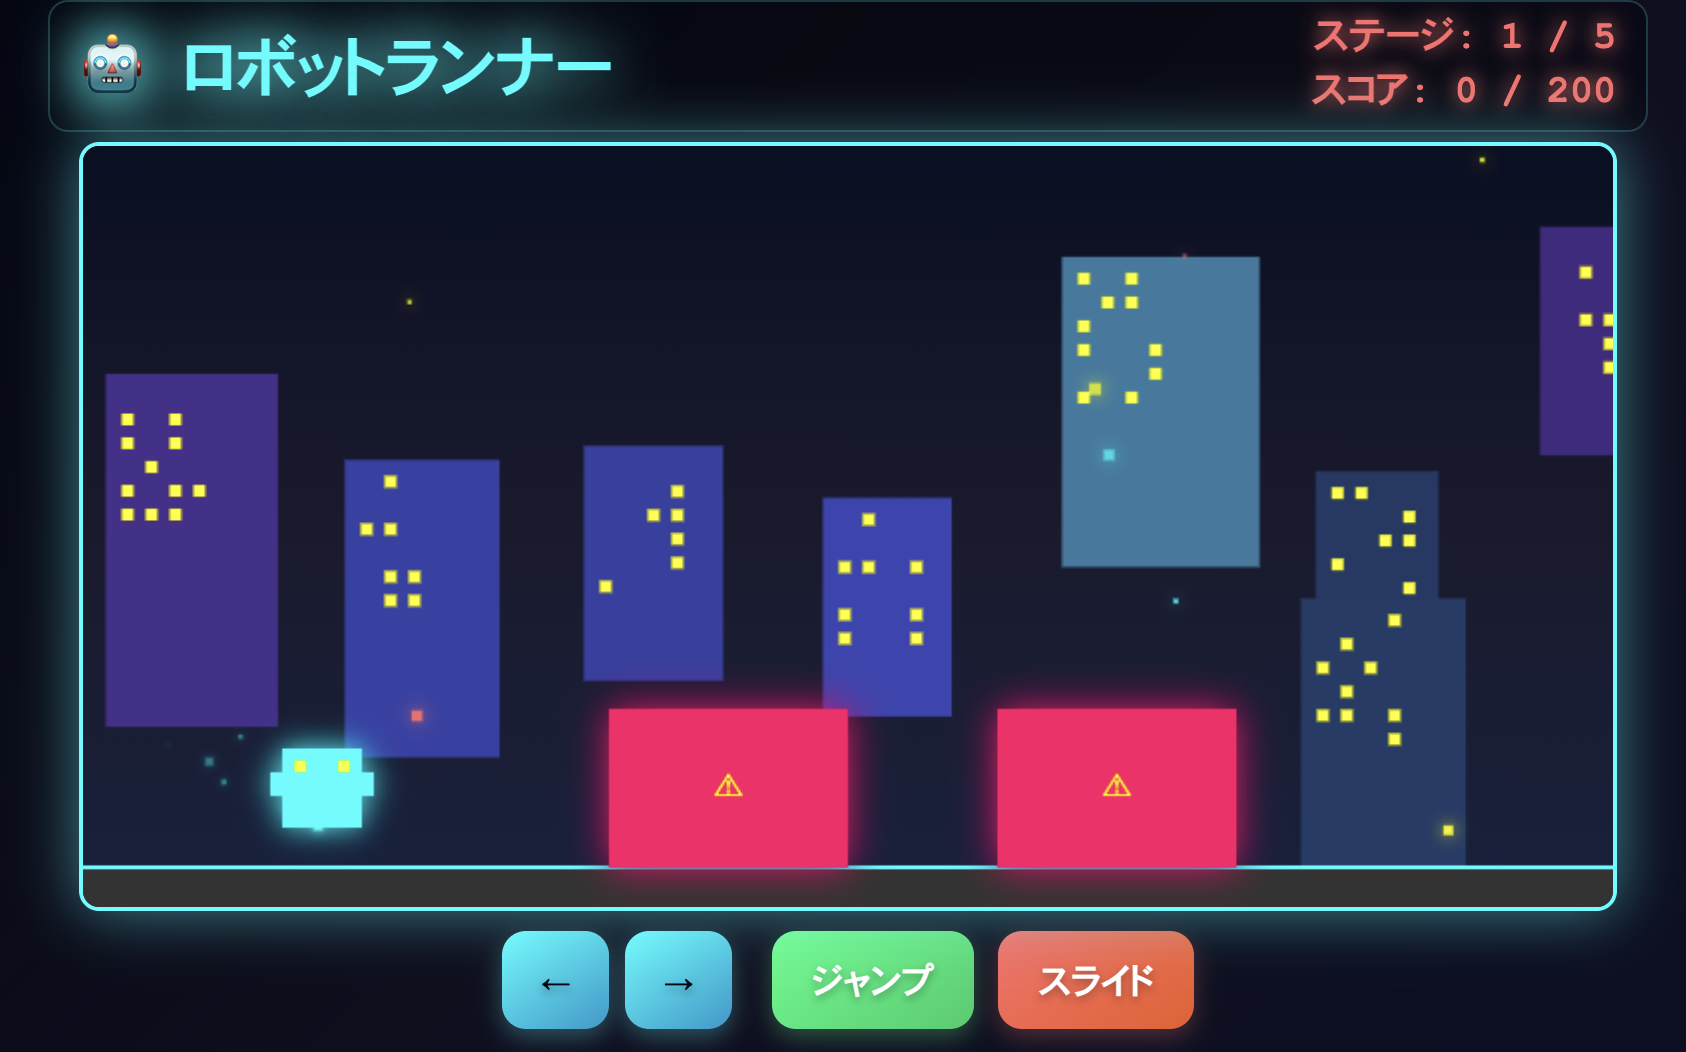 ロボットランナー
ステージ: 1 / 5
スコア: 0 / 200
⚠ ⚠
← → ジャンプ スライド